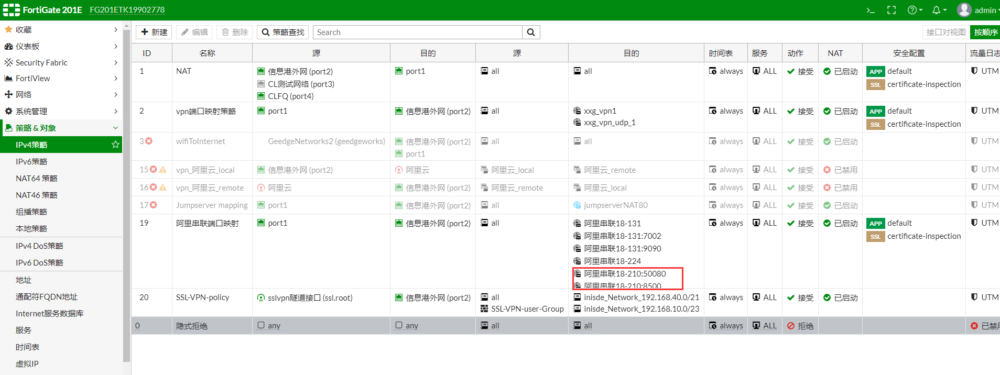 FortiGate 201E FG201ETK19902778 admin
收藏
仪表板
Security Fabric
FortiView
网络
系统管理
策略 & 对象
IPv4策略
IPv6策略
NAT64 策略
NAT46 策略
组播策略
本地策略
IPv4 DoS策略
IPv6 DoS策略
地址
通配符FQDN地址
Internet服务数据库
服务
时间表
虚拟IP
新建 编辑 删除 策略查找 Search 接口对视图 按顺序
ID 名称 源 目的 源 目的 时间表 服务 动作 NAT 安全配置 流量日志
1 NAT 信息港外网 (port2) port1 all all always ALL 接受 已启动 APP default UTM
CL测试网络 (port3) SSL certificate-inspection
CLFQ (port4)
2 vpn端口映射策略 port1 信息港外网 (port2) all xxg_vpn1 always ALL 接受 已启动 APP default UTM
xxg_vpn_udp_1 SSL certificate-inspection
3 wifiToInternet GeedgeNetworks2 (geedgeworks) 信息港外网 (port2) all all always ALL 接受 已启动 UTM
port1
15 vpn_阿里云_local 信息港外网 (port2) 阿里云 阿里云_local 阿里云_remote always ALL 接受 已禁用 UTM
16 vpn_阿里云_remote 阿里云 信息港外网 (port2) 阿里云_remote 阿里云_local always ALL 接受 已禁用 UTM
17 Jumpserver mapping port1 信息港外网 (port2) all jumpserverNAT80 always ALL 接受 已启动 UTM
19 阿里串联端口映射 port1 信息港外网 (port2) all 阿里串联18-131 always ALL 接受 已启动 APP default UTM
阿里串联18-131:7002 SSL certificate-inspection
阿里串联18-131:9090
阿里串联18-224
阿里串联18-210:50080
阿里串联18-210:8500
20 SSL-VPN-policy sslvpn隧道接口 (ssl.root) 信息港外网 (port2) all inisde_Network_192.168.40.0/21 always ALL 接受 已启动 UTM
SSL-VPN-user-Group inisde_Network_192.168.10.0/23
0 隐式拒绝 any any all all always ALL 拒绝 已禁用